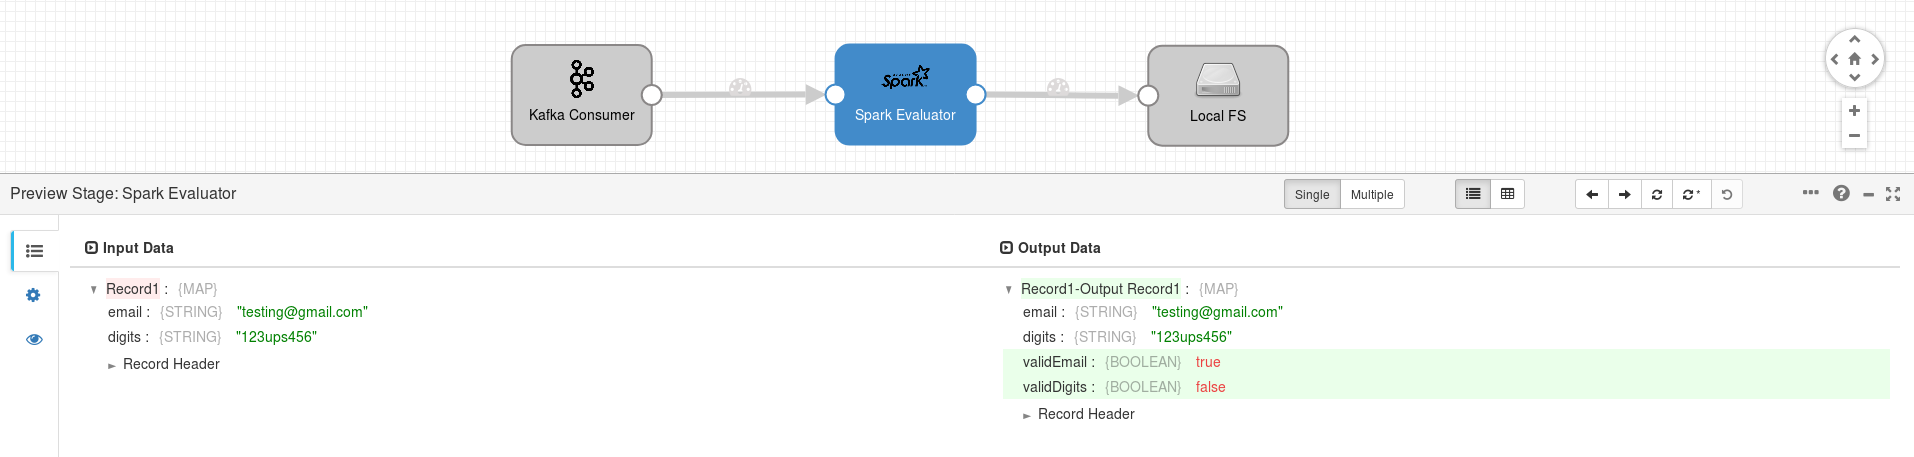 Spark
Kafka Consumer
Spark Evaluator
Local FS
Preview Stage: Spark Evaluator
Single
Multiple
Input Data
Output Data
Record1 : {MAP}
email : {STRING} "testing@gmail.com"
digits : {STRING} "123ups456"
Record Header
Record1-Output Record1 : {MAP}
email : {STRING} "testing@gmail.com"
digits : {STRING} "123ups456"
validEmail : {BOOLEAN} true
validDigits : {BOOLEAN} false
Record Header